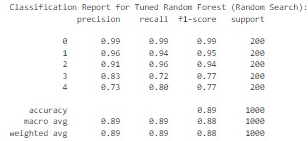 Classification Report for Tuned Random Forest (Random Search):
precision recall f1-score support
0 0.99 0.99 0.99 200
1 0.96 0.94 0.95 200
2 0.91 0.96 0.94 200
3 0.83 0.72 0.77 200
4 0.73 0.80 0.77 200
accuracy 0.89 1000
macro avg 0.89 0.89 0.88 1000
weighted avg 0.89 0.89 0.88 1000